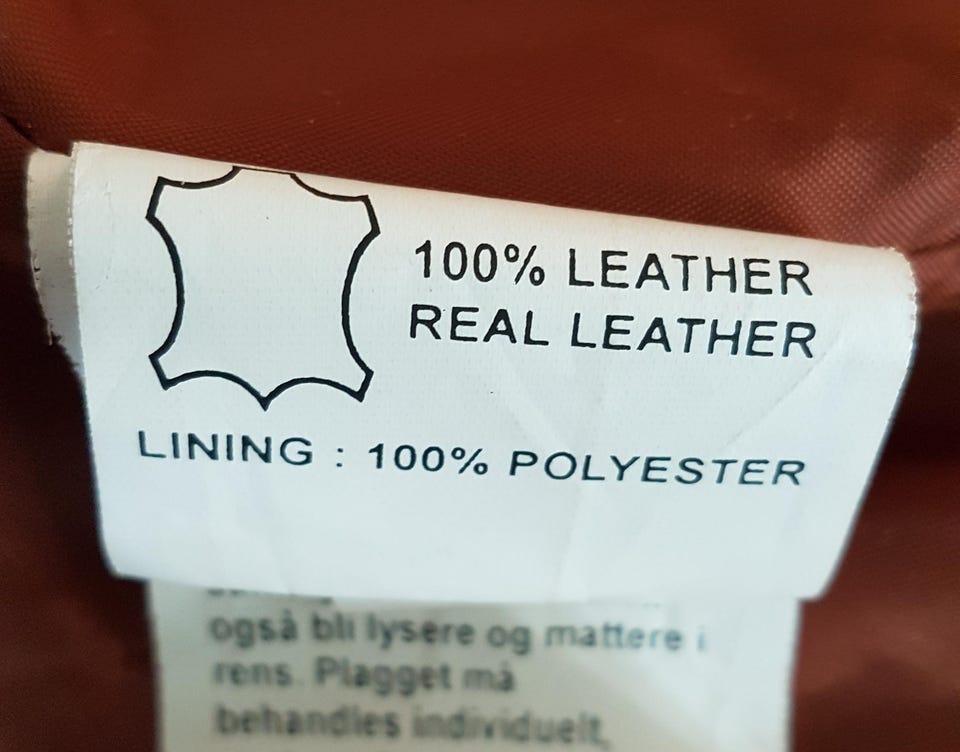 100% LEATHER
REAL LEATHER
LINING : 100% POLYESTER
også bli lysere og mattere i
rens. Plagget må
behandles individuelt,